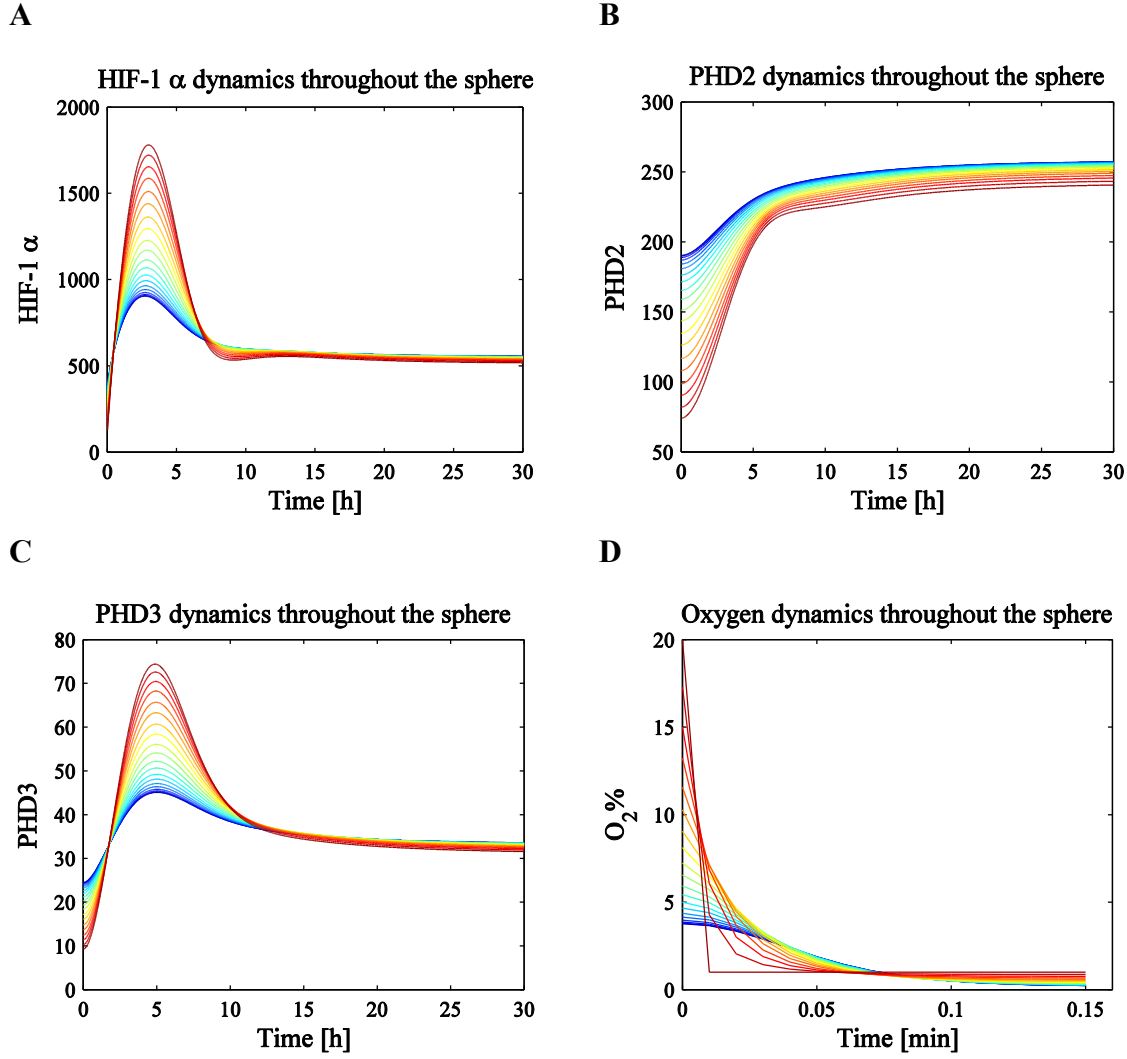 A
HIF-1 α dynamics throughout the sphere
2000
1500
1000
500
0
HIF-1 α
0 5 10 15 20 25 30
Time [h]
B
PHD2 dynamics throughout the sphere
300
250
200
150
100
50
PHD2
0 5 10 15 20 25 30
Time [h]
C
PHD3 dynamics throughout the sphere
80
70
60
50
40
30
20
10
0
PHD3
0 5 10 15 20 25 30
Time [h]
D
Oxygen dynamics throughout the sphere
20
15
10
5
0
O₂%
0 0.05 0.1 0.15
Time [min]